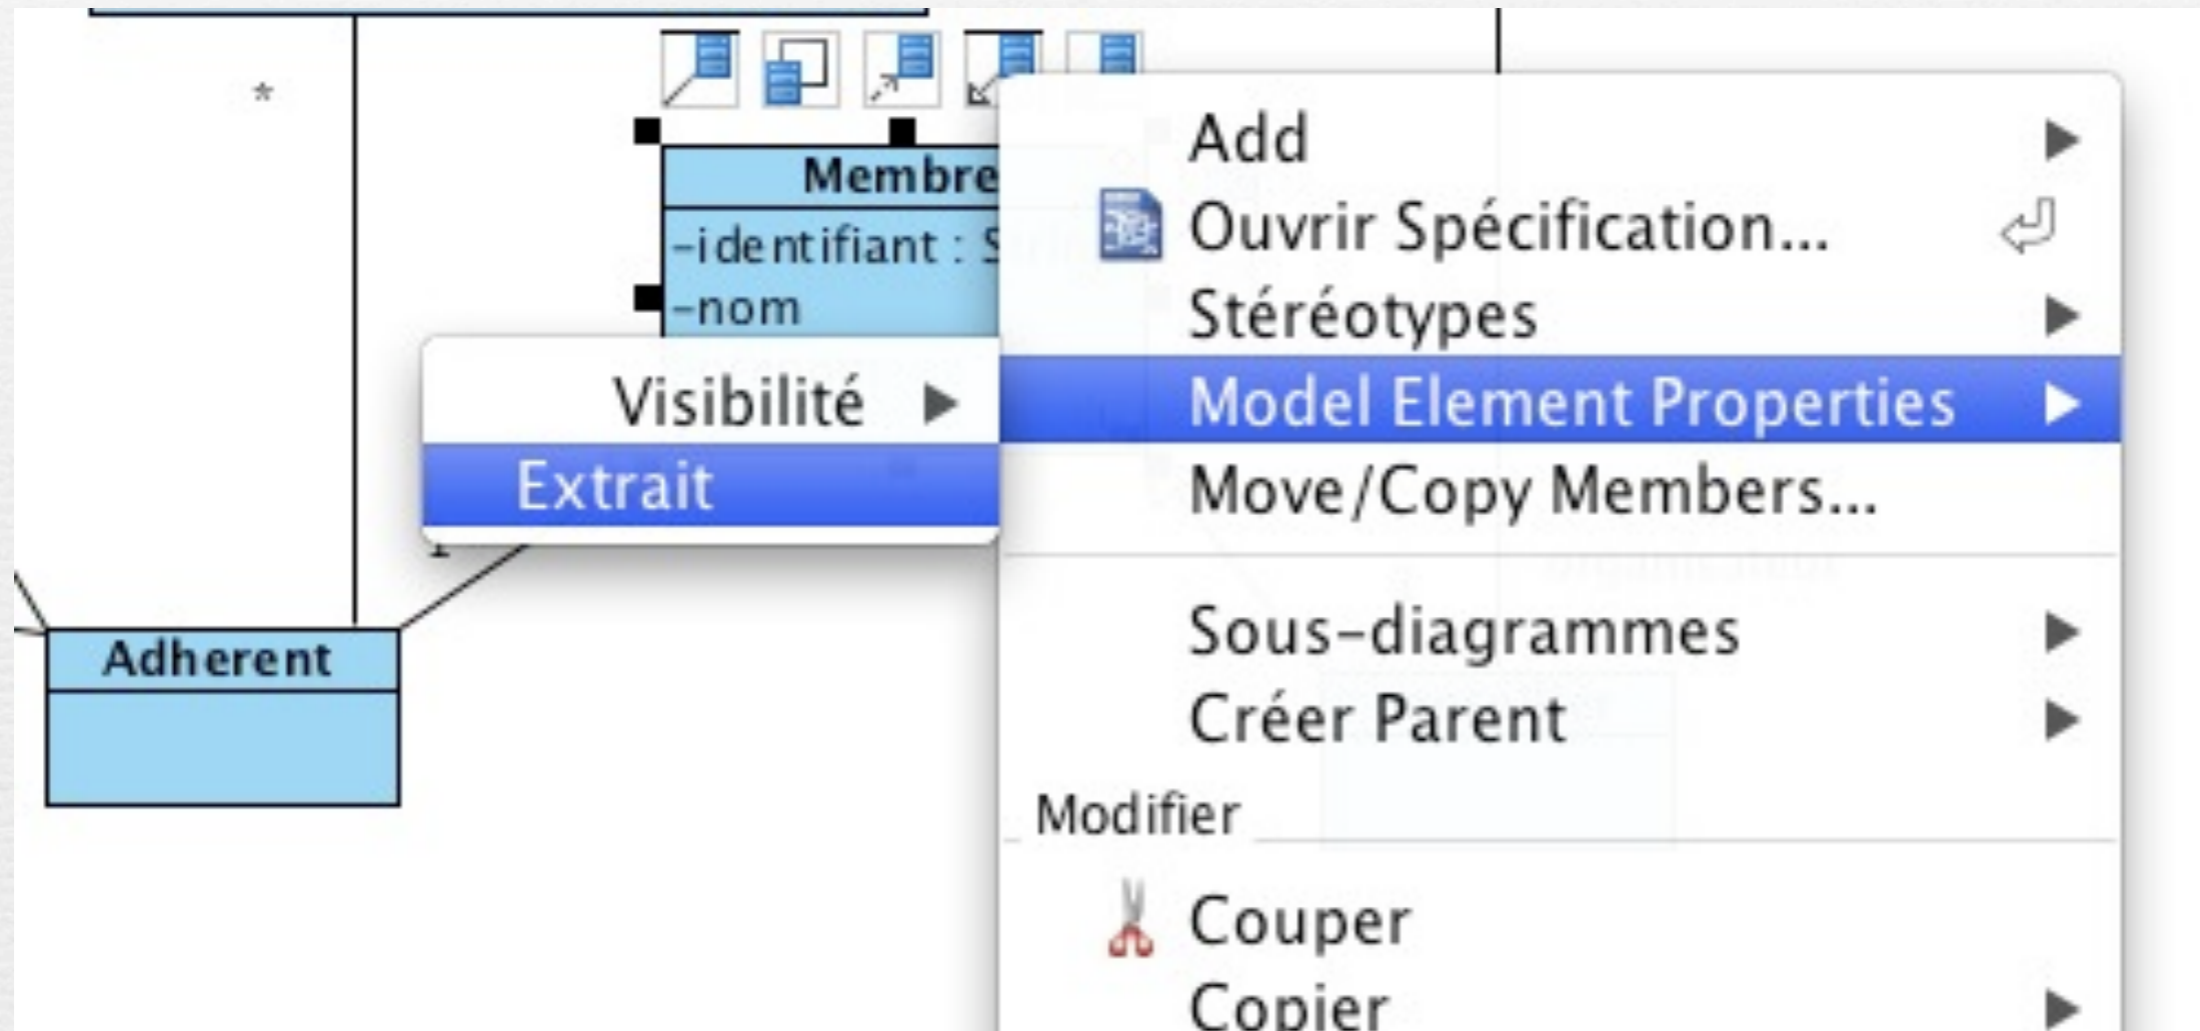 *
Membre
-identifiant : S
-nom
Add
Ouvrir Spécification...
Stéréotypes
Model Element Properties
Visibilité
Extrait
Move/Copy Members...
Sous-diagrammes
Créer Parent
Modifier
Couper
Copier
Adherent